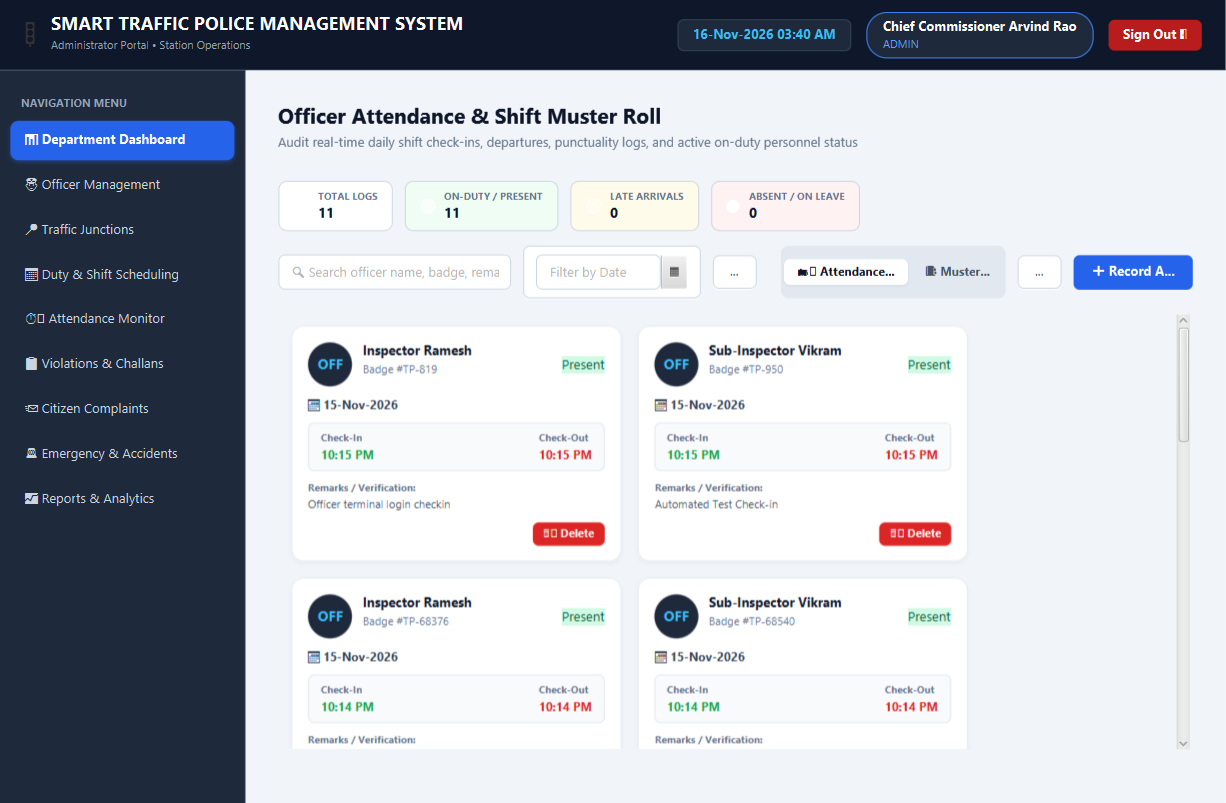 SMART TRAFFIC POLICE MANAGEMENT SYSTEM
Administrator Portal • Station Operations
16-Nov-2026 03:40 AM
Chief Commissioner Arvind Rao
ADMIN
Sign Out
NAVIGATION MENU
Department Dashboard
Officer Management
Traffic Junctions
Duty & Shift Scheduling
Attendance Monitor
Violations & Challans
Citizen Complaints
Emergency & Accidents
Reports & Analytics
Officer Attendance & Shift Muster Roll
Audit real-time daily shift check-ins, departures, punctuality logs, and active on-duty personnel status
TOTAL LOGS
11
ON-DUTY / PRESENT
11
LATE ARRIVALS
0
ABSENT / ON LEAVE
0
Search officer name, badge, rema
Filter by Date
...
Attendance...
Muster...
...
+ Record A...
OFF
Inspector Ramesh
Badge #TP-819
Present
15-Nov-2026
Check-In
Check-Out
10:15 PM
10:15 PM
Remarks / Verification:
Officer terminal login checkin
Delete
OFF
Sub-Inspector Vikram
Badge #TP-950
Present
15-Nov-2026
Check-In
Check-Out
10:15 PM
10:15 PM
Remarks / Verification:
Automated Test Check-in
Delete
OFF
Inspector Ramesh
Badge #TP-68376
Present
15-Nov-2026
Check-In
Check-Out
10:14 PM
10:14 PM
Remarks / Verification:
OFF
Sub-Inspector Vikram
Badge #TP-68540
Present
15-Nov-2026
Check-In
Check-Out
10:14 PM
10:14 PM
Remarks / Verification: